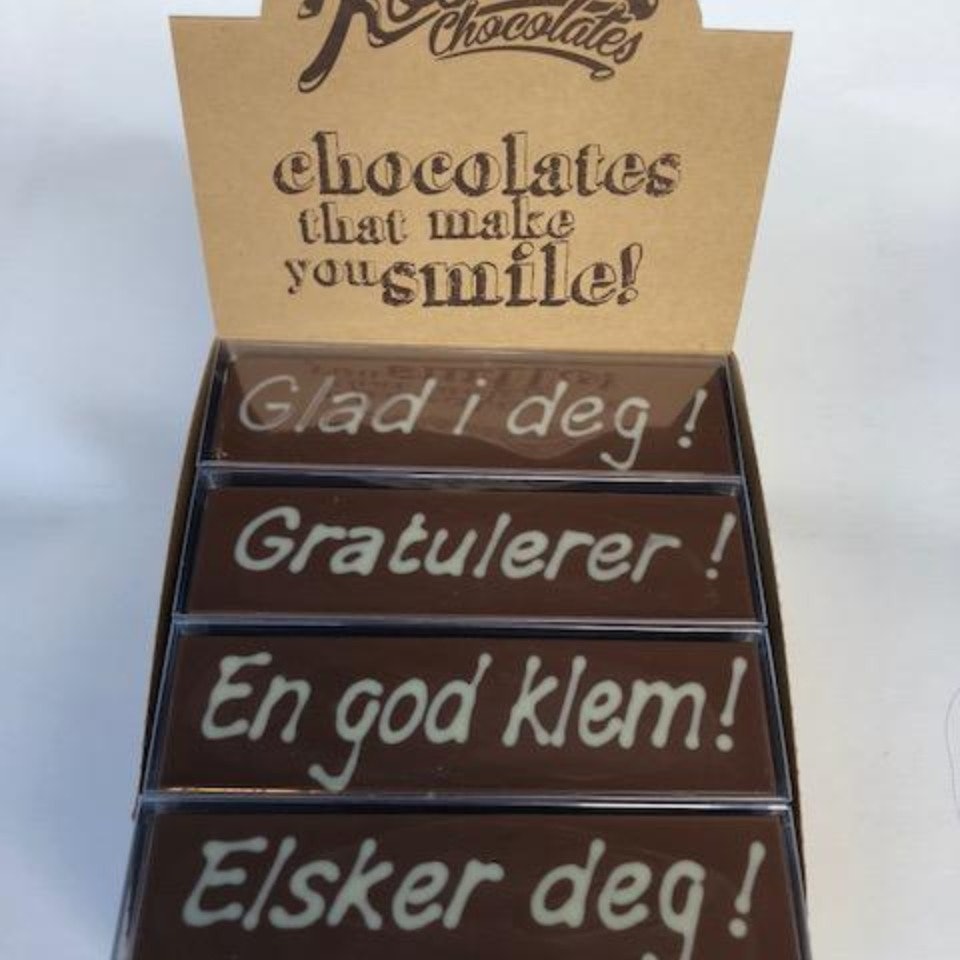 Chocolates
chocolates
that make
you smile!
Glad i deg !
Gratulerer !
En god klem!
Elsker deg !